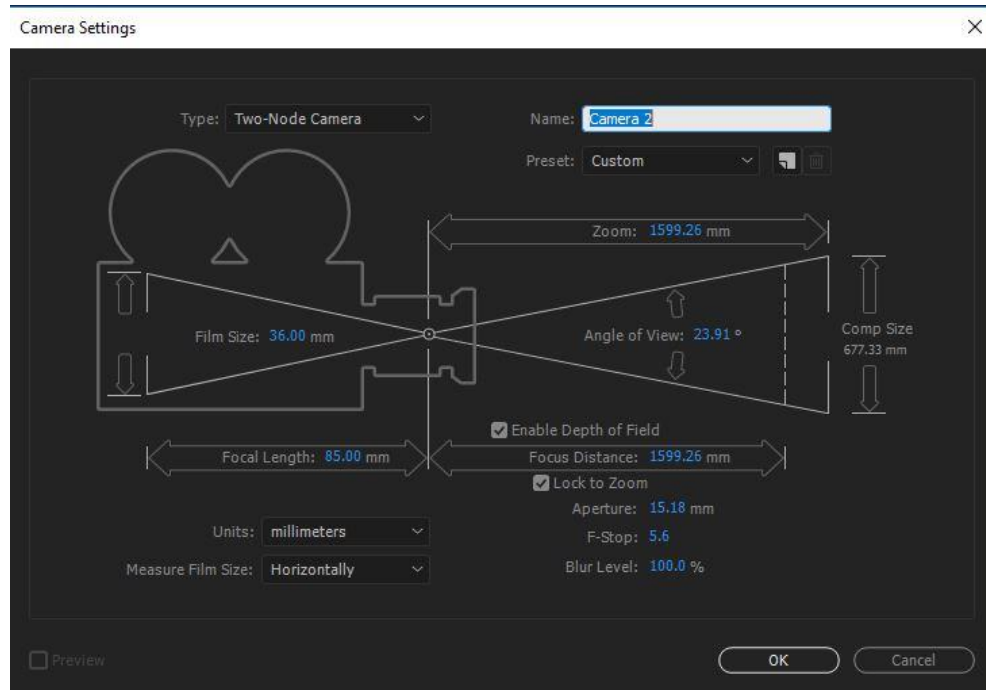 Camera Settings
Type: Two-Node Camera
Name: Camera 2
Preset: Custom
Zoom: 1599.26 mm
Film Size: 36.00 mm
Angle of View: 23.91 °
Comp Size
677.33 mm
Enable Depth of Field
Focal Length: 85.00 mm
Focus Distance: 1599.26 mm
Lock to Zoom
Aperture: 15.18 mm
Units: millimeters
F-Stop: 5.6
Measure Film Size: Horizontally
Blur Level: 100.0 %
Preview
OK
Cancel